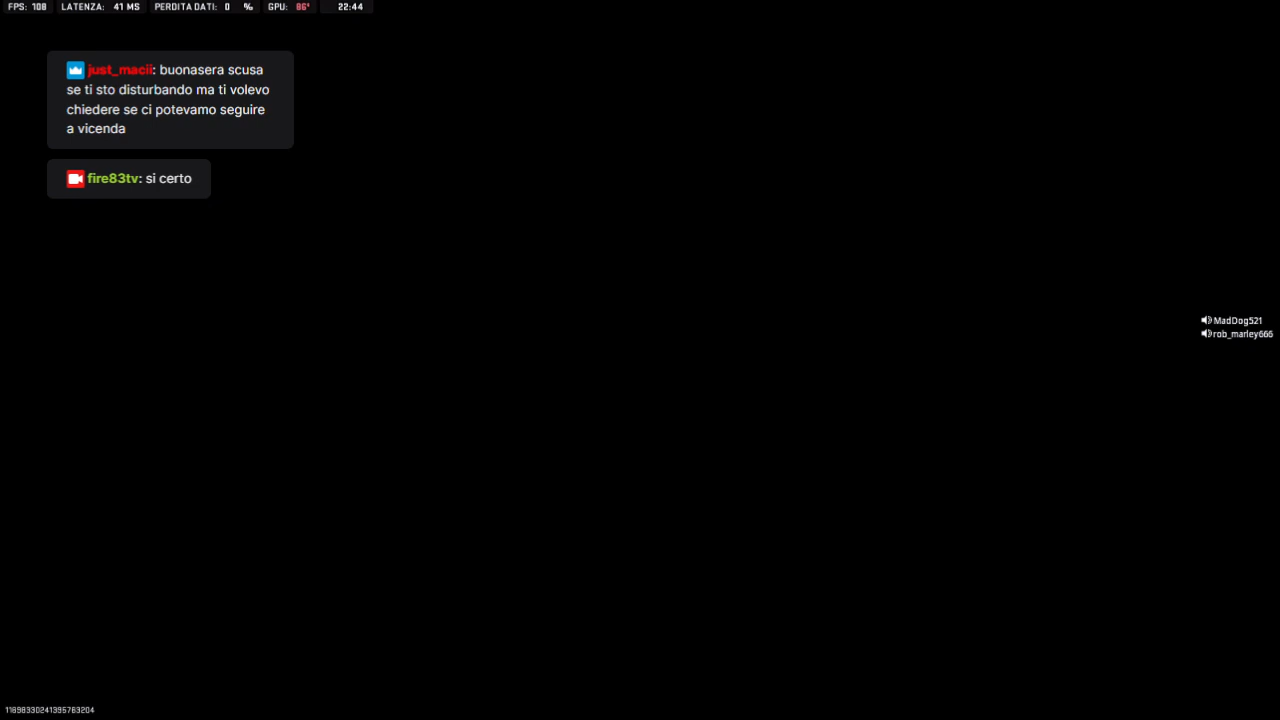 FPS: 108 LATENZA: 41 MS PERDITA DATI: 0 % GPU: 86° 22:44
just_macii: buonasera scusa
se ti sto disturbando ma ti volevo
chiedere se ci potevamo seguire
a vicenda
fire83tv: si certo
MadDog521
rob_marley666
11698330241395763204